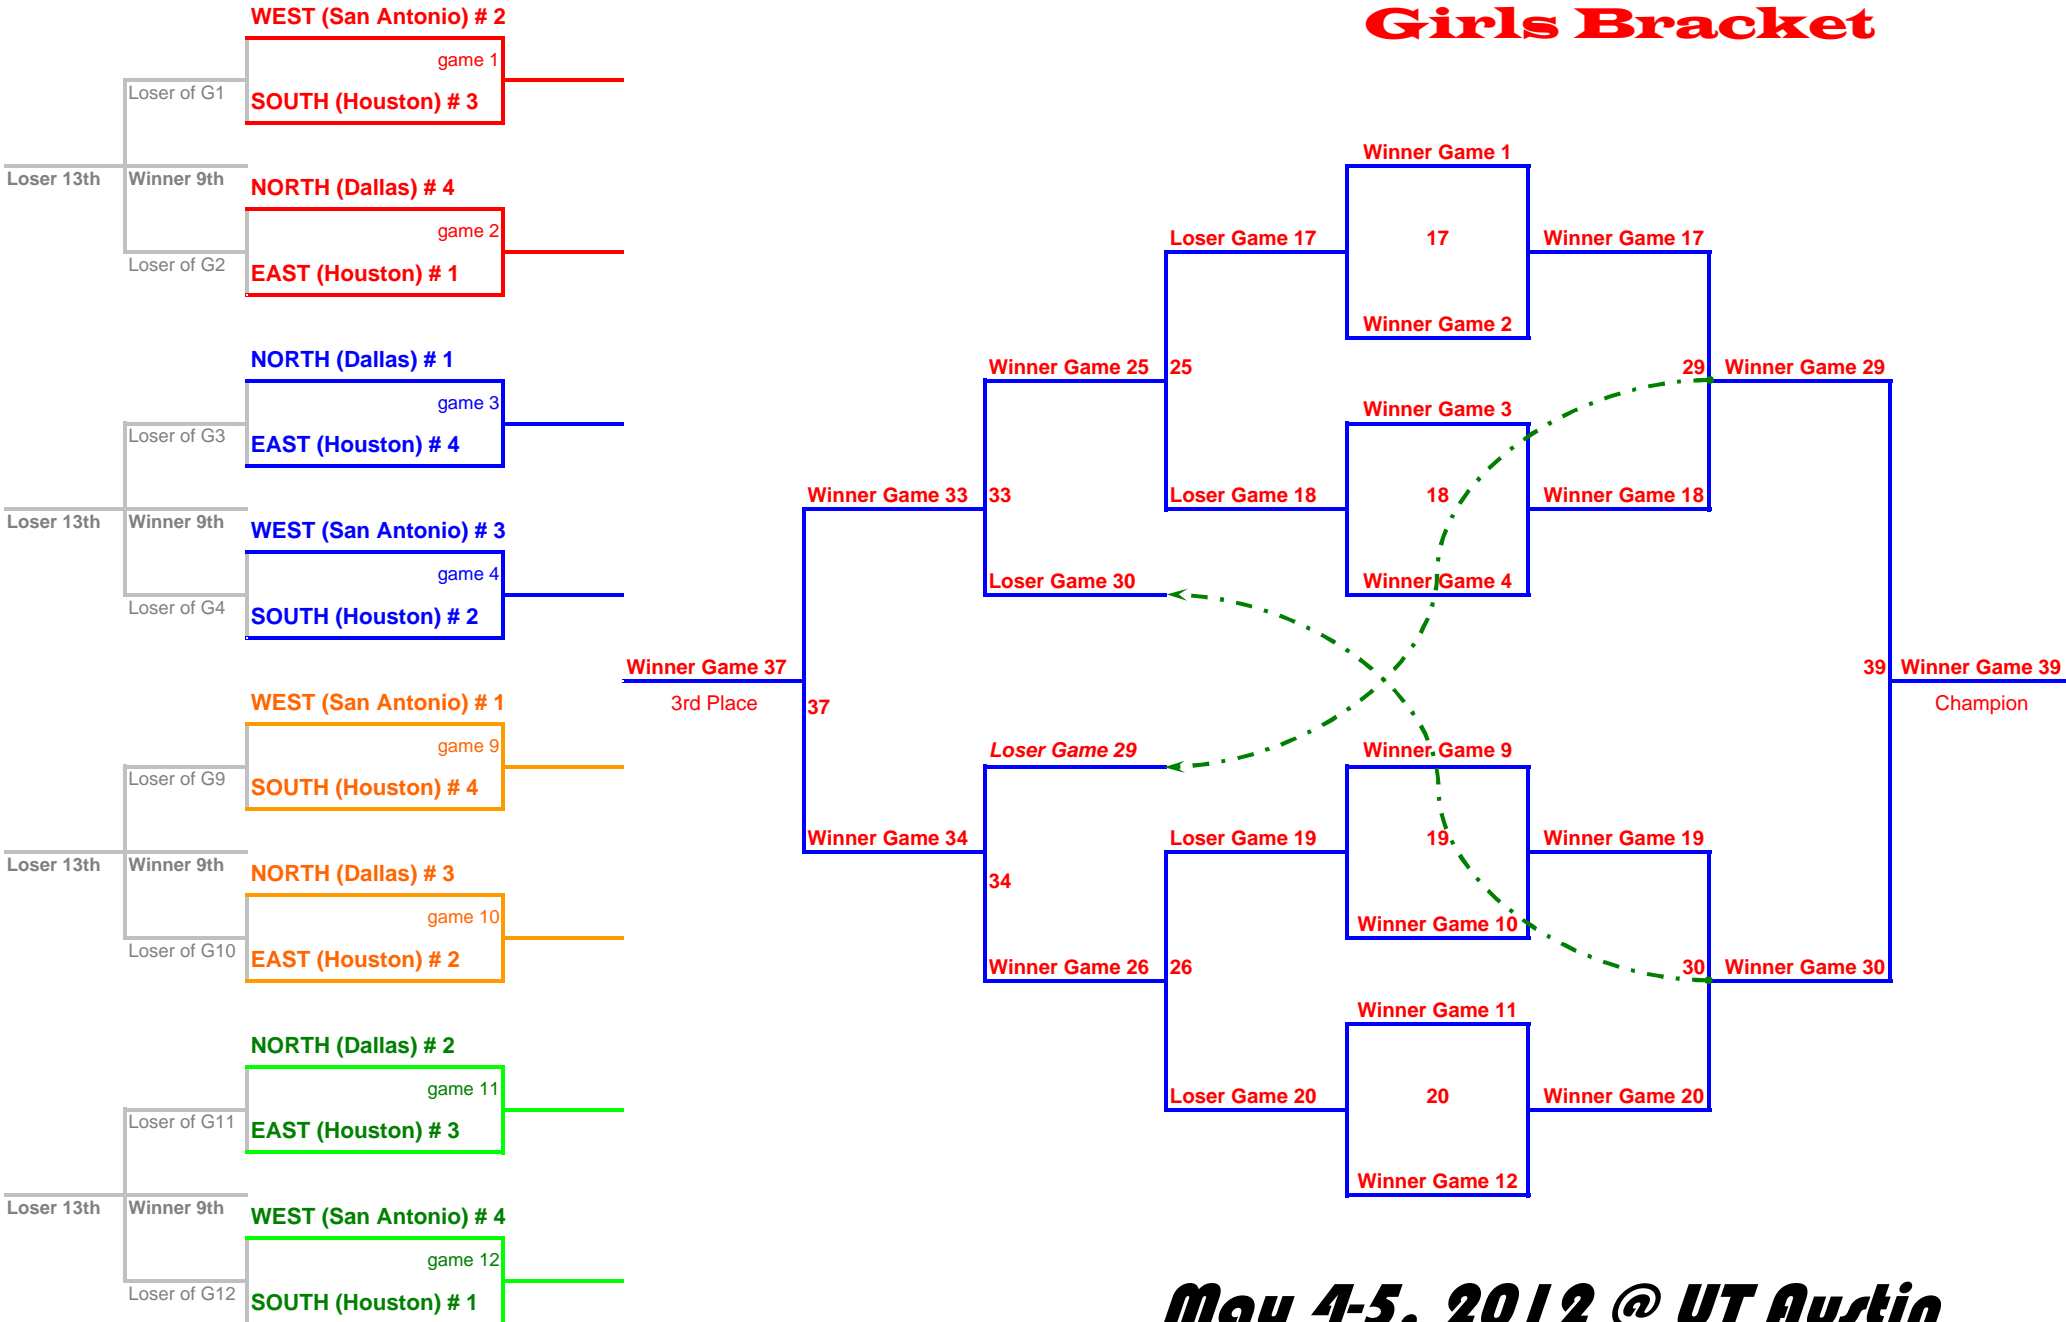 Girls Bracket
WEST (San Antonio) # 2
game 1
Loser of G1
SOUTH (Houston) # 3
Loser 13th
Winner 9th
NORTH (Dallas) # 4
game 2
Loser of G2
EAST (Houston) # 1
NORTH (Dallas) # 1
game 3
Loser of G3
EAST (Houston) # 4
Loser 13th
Winner 9th
WEST (San Antonio) # 3
game 4
Loser of G4
SOUTH (Houston) # 2
WEST (San Antonio) # 1
game 9
Loser of G9
SOUTH (Houston) # 4
Loser 13th
Winner 9th
NORTH (Dallas) # 3
game 10
Loser of G10
EAST (Houston) # 2
NORTH (Dallas) # 2
game 11
Loser of G11
EAST (Houston) # 3
Loser 13th
Winner 9th
WEST (San Antonio) # 4
game 12
Loser of G12
SOUTH (Houston) # 1
Winner Game 37
3rd Place
37
Winner Game 33
Winner Game 34
Winner Game 25
33
Loser Game 30
Loser Game 29
34
Winner Game 26
Loser Game 17
25
Loser Game 18
Loser Game 19
26
Loser Game 20
Winner Game 1
17
Winner Game 2
Winner Game 3
18
Winner Game 4
Winner Game 9
19
Winner Game 10
Winner Game 11
20
Winner Game 12
Winner Game 17
29
Winner Game 18
Winner Game 19
30
Winner Game 20
Winner Game 29
39
Winner Game 30
Winner Game 39
Champion
May 4-5, 2012 @ UT Austin